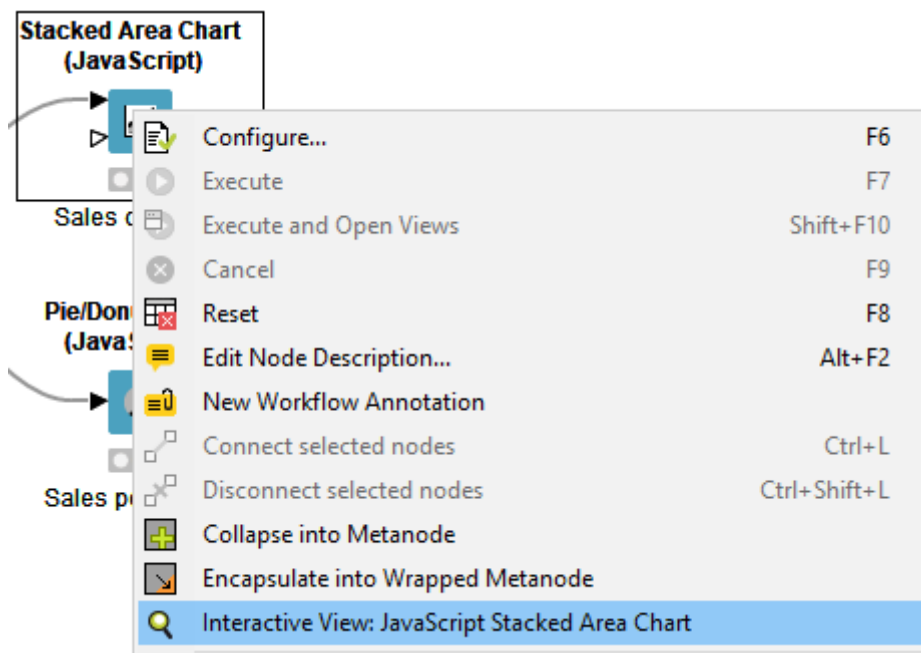 Stacked Area Chart
(JavaScript)
Configure... F6
Execute F7
Sales
Execute and Open Views Shift+F10
Cancel F9
Reset F8
Edit Node Description... Alt+F2
New Workflow Annotation
Connect selected nodes Ctrl+L
Disconnect selected nodes Ctrl+Shift+L
Sales
Collapse into Metanode
Encapsulate into Wrapped Metanode
Interactive View: JavaScript Stacked Area Chart